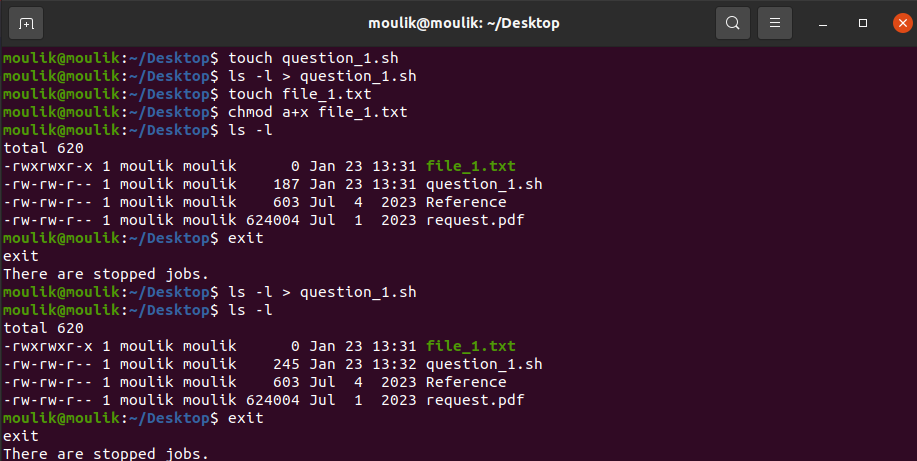 moulik@moulik: ~/Desktop
moulik@moulik:~/Desktop$ touch question_1.sh
moulik@moulik:~/Desktop$ ls -l > question_1.sh
moulik@moulik:~/Desktop$ touch file_1.txt
moulik@moulik:~/Desktop$ chmod a+x file_1.txt
moulik@moulik:~/Desktop$ ls -l
total 620
-rwxrwxr-x 1 moulik moulik      0 Jan 23 13:31 file_1.txt
-rw-rw-r-- 1 moulik moulik    187 Jan 23 13:31 question_1.sh
-rw-rw-r-- 1 moulik moulik    603 Jul  4  2023 Reference
-rw-rw-r-- 1 moulik moulik 624004 Jul  1  2023 request.pdf
moulik@moulik:~/Desktop$ exit
exit
There are stopped jobs.
moulik@moulik:~/Desktop$ ls -l > question_1.sh
moulik@moulik:~/Desktop$ ls -l
total 620
-rwxrwxr-x 1 moulik moulik      0 Jan 23 13:31 file_1.txt
-rw-rw-r-- 1 moulik moulik    245 Jan 23 13:32 question_1.sh
-rw-rw-r-- 1 moulik moulik    603 Jul  4  2023 Reference
-rw-rw-r-- 1 moulik moulik 624004 Jul  1  2023 request.pdf
moulik@moulik:~/Desktop$ exit
exit
There are stopped jobs.